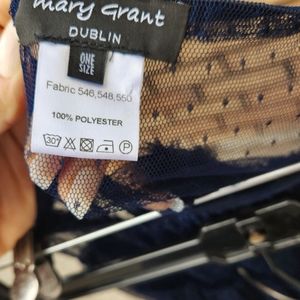 mary Grant
DUBLIN
ONE
SIZE
Fabric 546,548,550
100% POLYESTER
30°
P